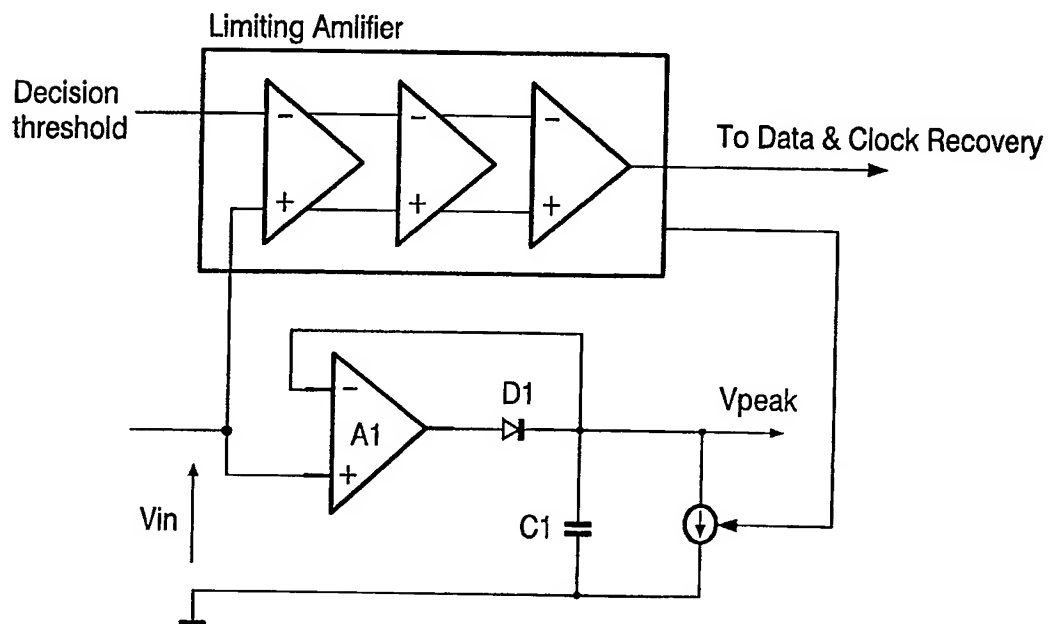 Limiting Amlifier
Decision
threshold
−
−
−
To Data & Clock Recovery
+
+
+
−
D1
Vpeak
A1
+
Vin
C1